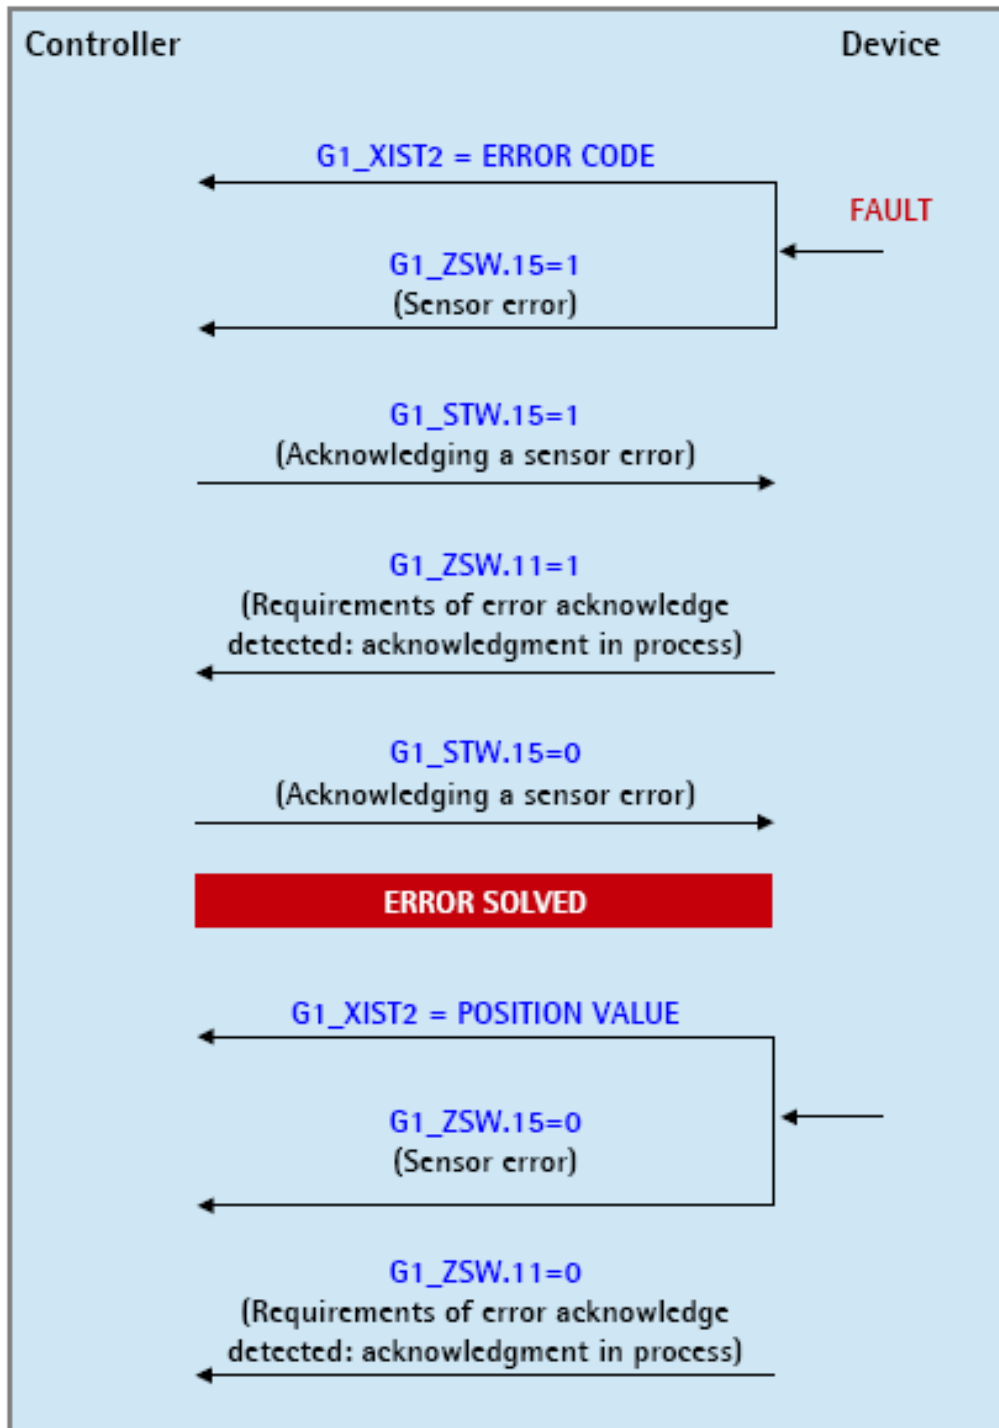 Controller
Device
G1_XIST2 = ERROR CODE
FAULT
G1_ZSW.15=1
(Sensor error)
G1_STW.15=1
(Acknowledging a sensor error)
G1_ZSW.11=1
(Requirements of error acknowledge
detected: acknowledgment in process)
G1_STW.15=0
(Acknowledging a sensor error)
ERROR SOLVED
G1_XIST2 = POSITION VALUE
G1_ZSW.15=0
(Sensor error)
G1_ZSW.11=0
(Requirements of error acknowledge
detected: acknowledgment in process)